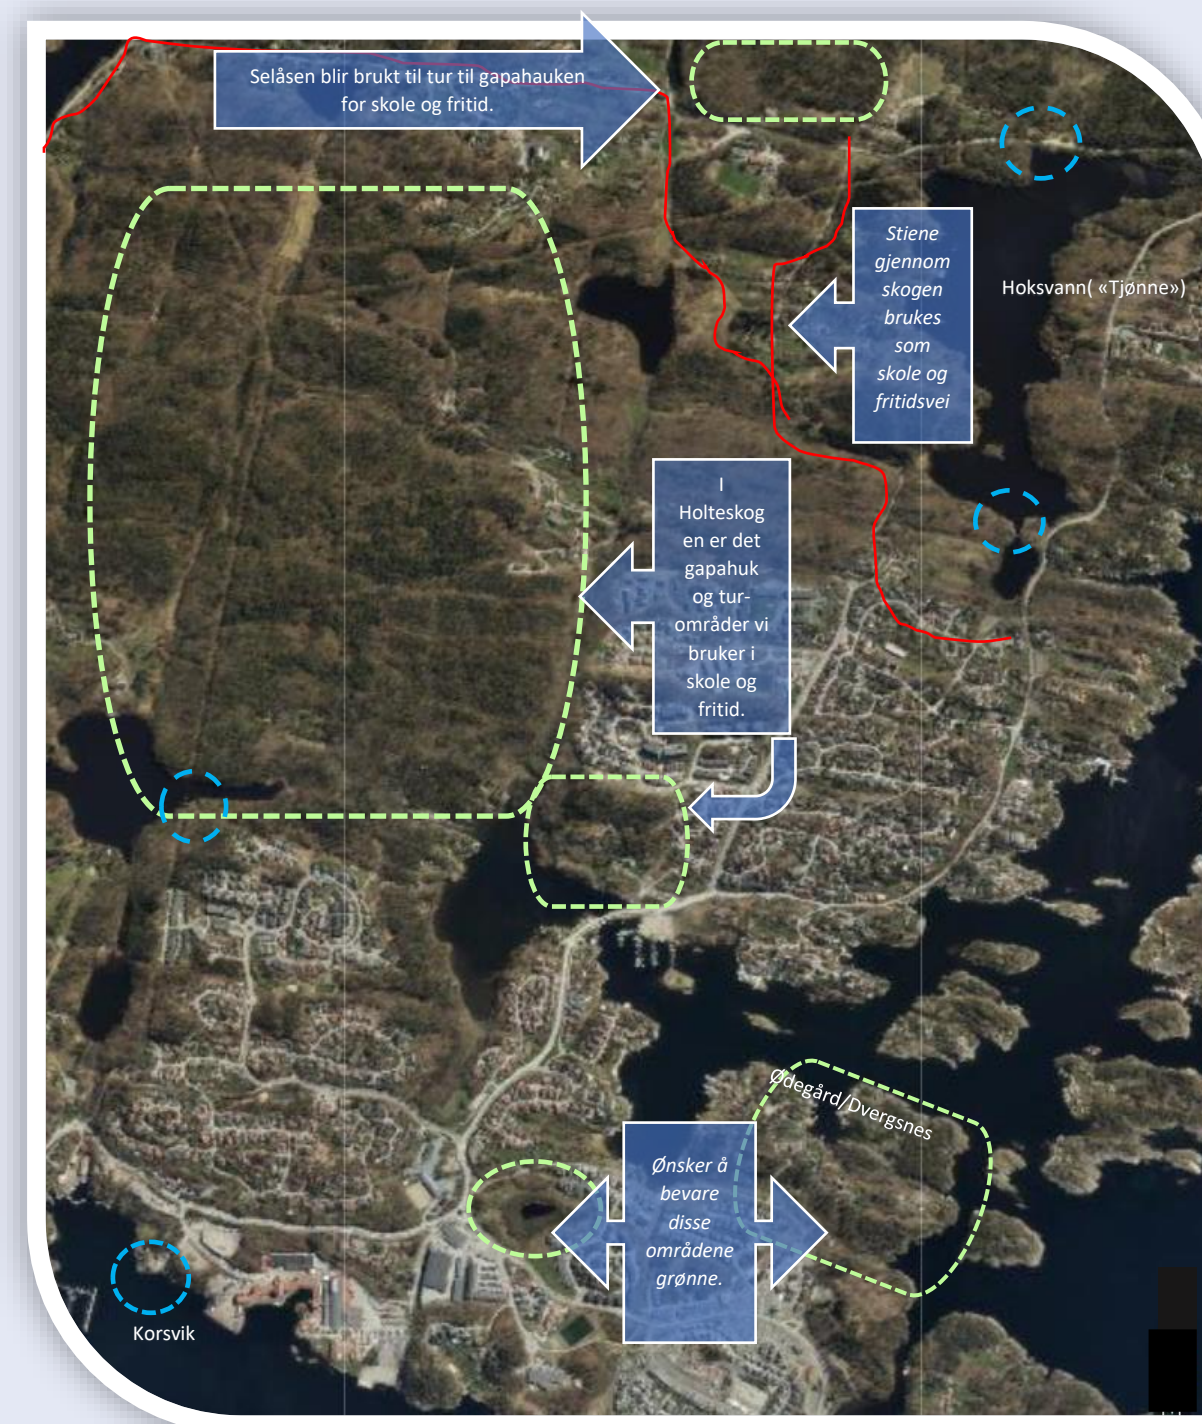 Selåsen blir brukt til tur til gapahauken
for skole og fritid.
Stiene
gjennom
skogen
brukes
som
skole og
fritidsvei
Hoksvann( «Tjønne»)
I
Holteskog
en er det
gapahuk
og tur-
områder vi
bruker i
skole og
fritid.
Ødegård/Dvergsnes
Ønsker å
bevare
disse
områdene
grønne.
Korsvik